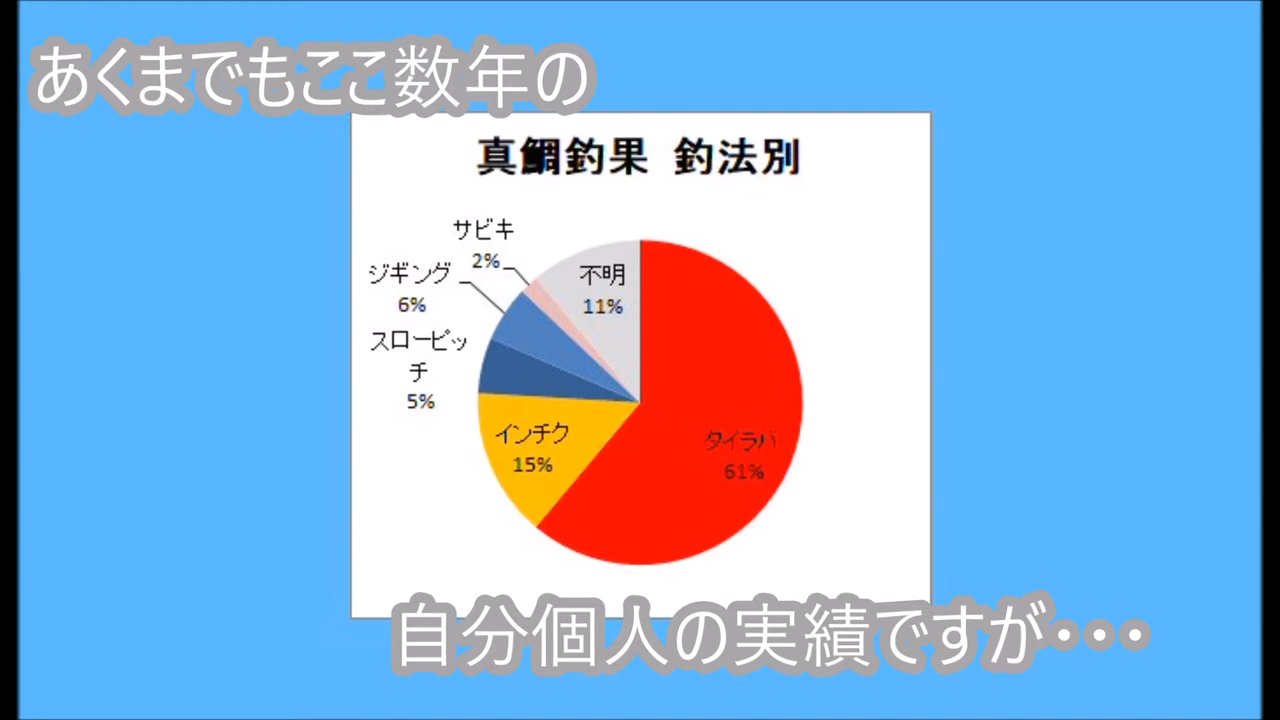 あくまでもここ数年の
真鯛釣果 釣法別
サビキ
2%
ジギング
6%
スローピッ
チ
5%
不明
11%
インチク
15%
タイラバ
61%
自分個人の実績ですが・・・